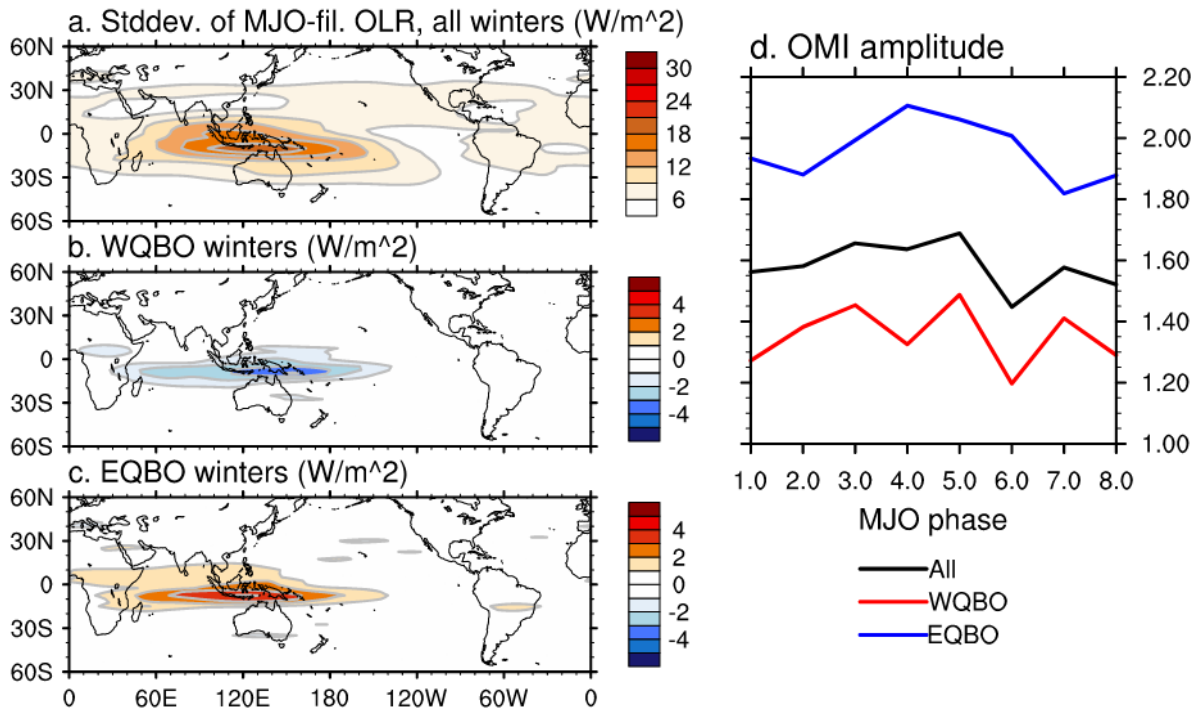 a. Stddev. of MJO-fil. OLR, all winters (W/m^2)
60N
30N
0
30S
60S
30
24
18
12
6
b. WQBO winters (W/m^2)
60N
30N
0
30S
60S
4
2
0
-2
-4
c. EQBO winters (W/m^2)
60N
30N
0
30S
60S
0 60E 120E 180 120W 60W 0
4
2
0
-2
-4
d. OMI amplitude
2.20
2.00
1.80
1.60
1.40
1.20
1.00
1.0 2.0 3.0 4.0 5.0 6.0 7.0 8.0
MJO phase
All
WQBO
EQBO